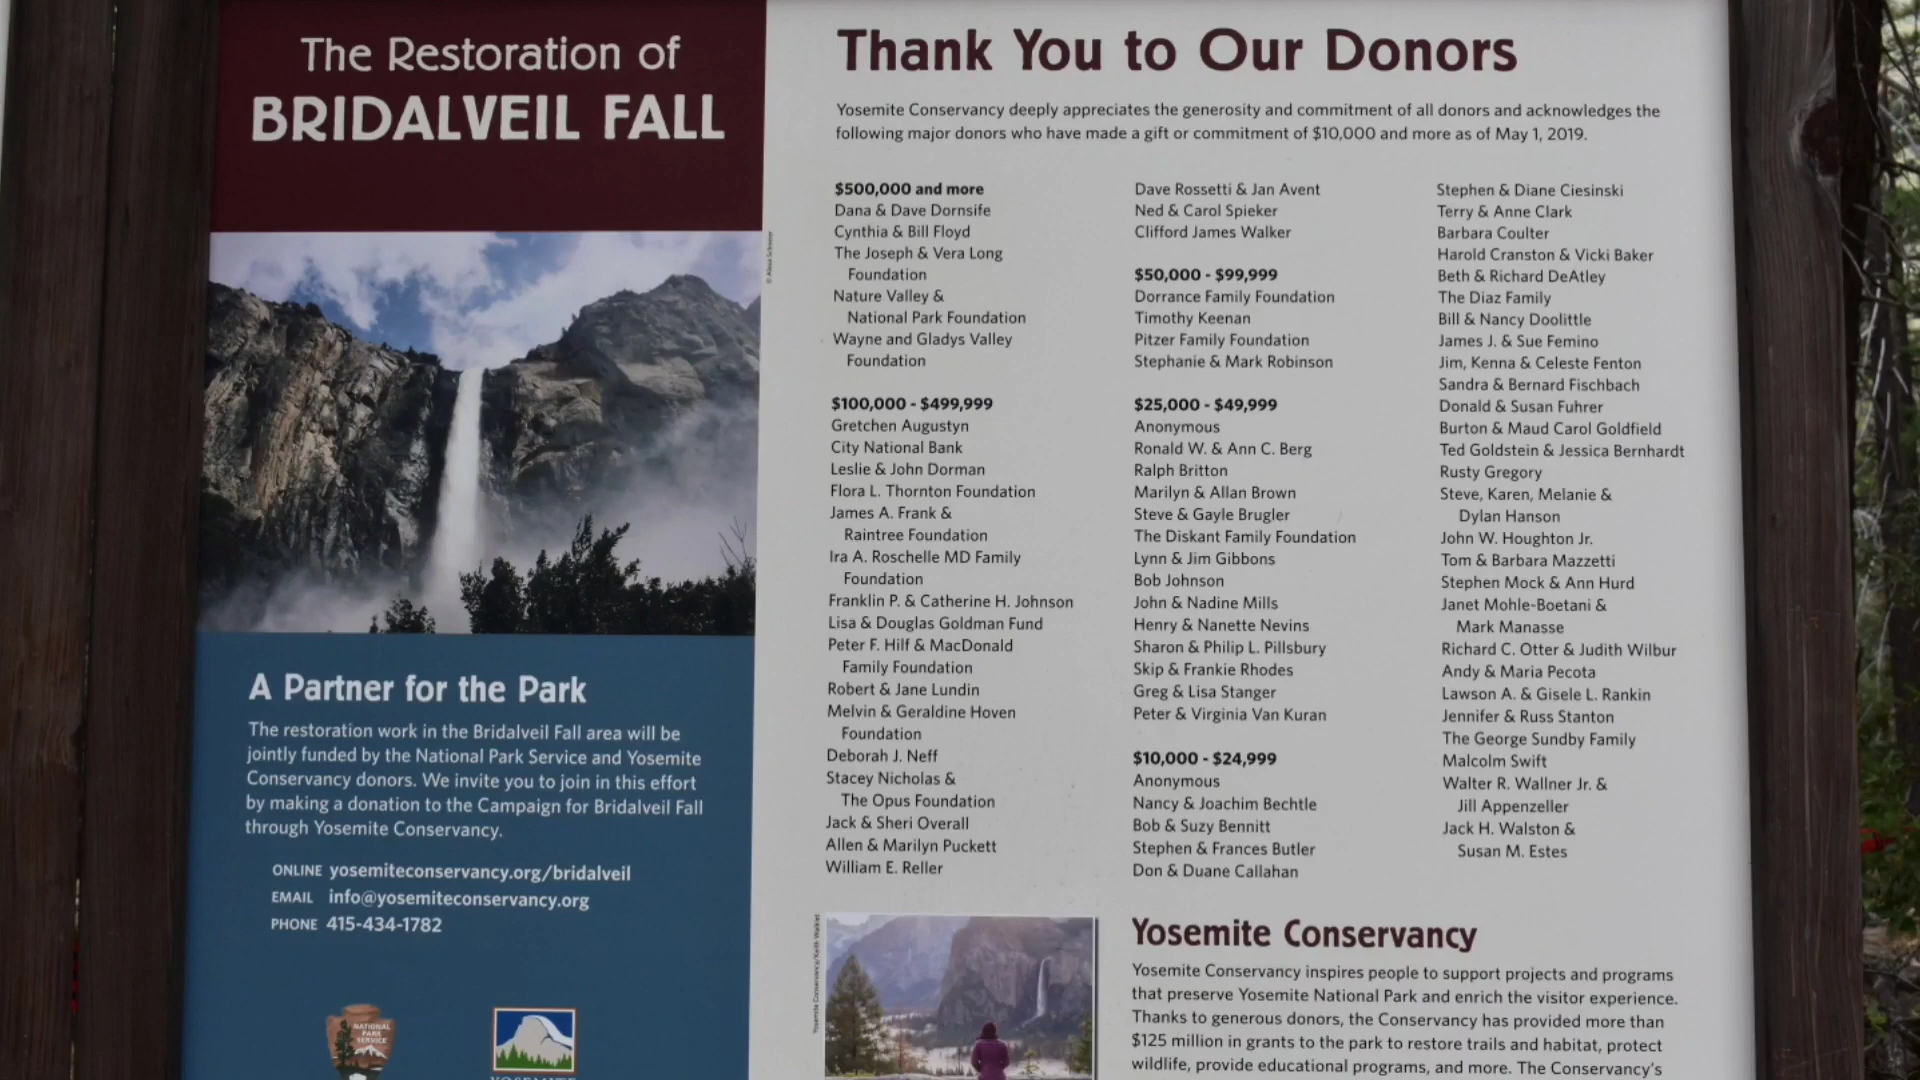 The Restoration of
BRIDALVEIL FALL
© Alexa Schreier
A Partner for the Park
The restoration work in the Bridalveil Fall area will be
jointly funded by the National Park Service and Yosemite
Conservancy donors. We invite you to join in this effort
by making a donation to the Campaign for Bridalveil Fall
through Yosemite Conservancy.
ONLINE yosemiteconservancy.org/bridalveil
EMAIL info@yosemiteconservancy.org
PHONE 415-434-1782
NATIONAL
PARK
SERVICE
YOSEMITE
Thank You to Our Donors
Yosemite Conservancy deeply appreciates the generosity and commitment of all donors and acknowledges the
following major donors who have made a gift or commitment of $10,000 and more as of May 1, 2019.
$500,000 and more
Dana & Dave Dornsife
Cynthia & Bill Floyd
The Joseph & Vera Long
Foundation
Nature Valley &
National Park Foundation
Wayne and Gladys Valley
Foundation
$100,000 - $499,999
Gretchen Augustyn
City National Bank
Leslie & John Dorman
Flora L. Thornton Foundation
James A. Frank &
Raintree Foundation
Ira A. Roschelle MD Family
Foundation
Franklin P. & Catherine H. Johnson
Lisa & Douglas Goldman Fund
Peter F. Hilf & MacDonald
Family Foundation
Robert & Jane Lundin
Melvin & Geraldine Hoven
Foundation
Deborah J. Neff
Stacey Nicholas &
The Opus Foundation
Jack & Sheri Overall
Allen & Marilyn Puckett
William E. Reller
Dave Rossetti & Jan Avent
Ned & Carol Spieker
Clifford James Walker
$50,000 - $99,999
Dorrance Family Foundation
Timothy Keenan
Pitzer Family Foundation
Stephanie & Mark Robinson
$25,000 - $49,999
Anonymous
Ronald W. & Ann C. Berg
Ralph Britton
Marilyn & Allan Brown
Steve & Gayle Brugler
The Diskant Family Foundation
Lynn & Jim Gibbons
Bob Johnson
John & Nadine Mills
Henry & Nanette Nevins
Sharon & Philip L. Pillsbury
Skip & Frankie Rhodes
Greg & Lisa Stanger
Peter & Virginia Van Kuran
$10,000 - $24,999
Anonymous
Nancy & Joachim Bechtle
Bob & Suzy Bennitt
Stephen & Frances Butler
Don & Duane Callahan
Stephen & Diane Ciesinski
Terry & Anne Clark
Barbara Coulter
Harold Cranston & Vicki Baker
Beth & Richard DeAtley
The Diaz Family
Bill & Nancy Doolittle
James J. & Sue Femino
Jim, Kenna & Celeste Fenton
Sandra & Bernard Fischbach
Donald & Susan Fuhrer
Burton & Maud Carol Goldfield
Ted Goldstein & Jessica Bernhardt
Rusty Gregory
Steve, Karen, Melanie &
Dylan Hanson
John W. Houghton Jr.
Tom & Barbara Mazzetti
Stephen Mock & Ann Hurd
Janet Mohle-Boetani &
Mark Manasse
Richard C. Otter & Judith Wilbur
Andy & Maria Pecota
Lawson A. & Gisele L. Rankin
Jennifer & Russ Stanton
The George Sundby Family
Malcolm Swift
Walter R. Wallner Jr. &
Jill Appenzeller
Jack H. Walston &
Susan M. Estes
Yosemite Conservancy/Keith Walklet
Yosemite Conservancy
Yosemite Conservancy inspires people to support projects and programs
that preserve Yosemite National Park and enrich the visitor experience.
Thanks to generous donors, the Conservancy has provided more than
$125 million in grants to the park to restore trails and habitat, protect
wildlife, provide educational programs, and more. The Conservancy's